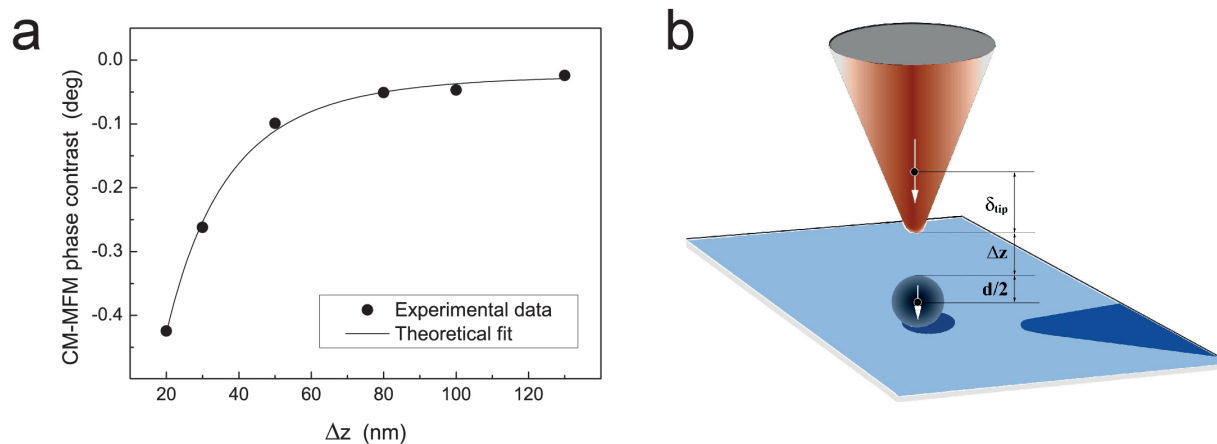 a
b
0.0
-0.1
-0.2
-0.3
-0.4
CM-MFM phase contrast (deg)
20 40 60 80 100 120
Δz (nm)
Experimental data
Theoretical fit
δtip
Δz
d/2